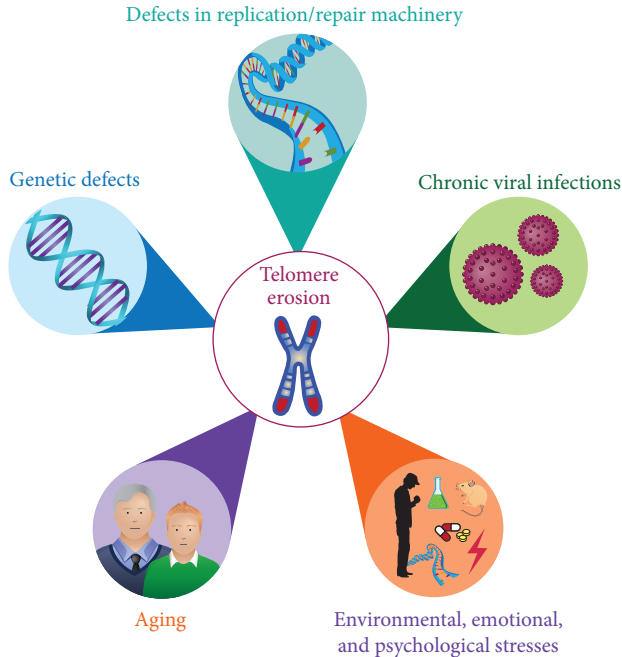 Defects in replication/repair machinery
Genetic defects
Chronic viral infections
Telomere
erosion
Aging
Environmental, emotional,
and psychological stresses